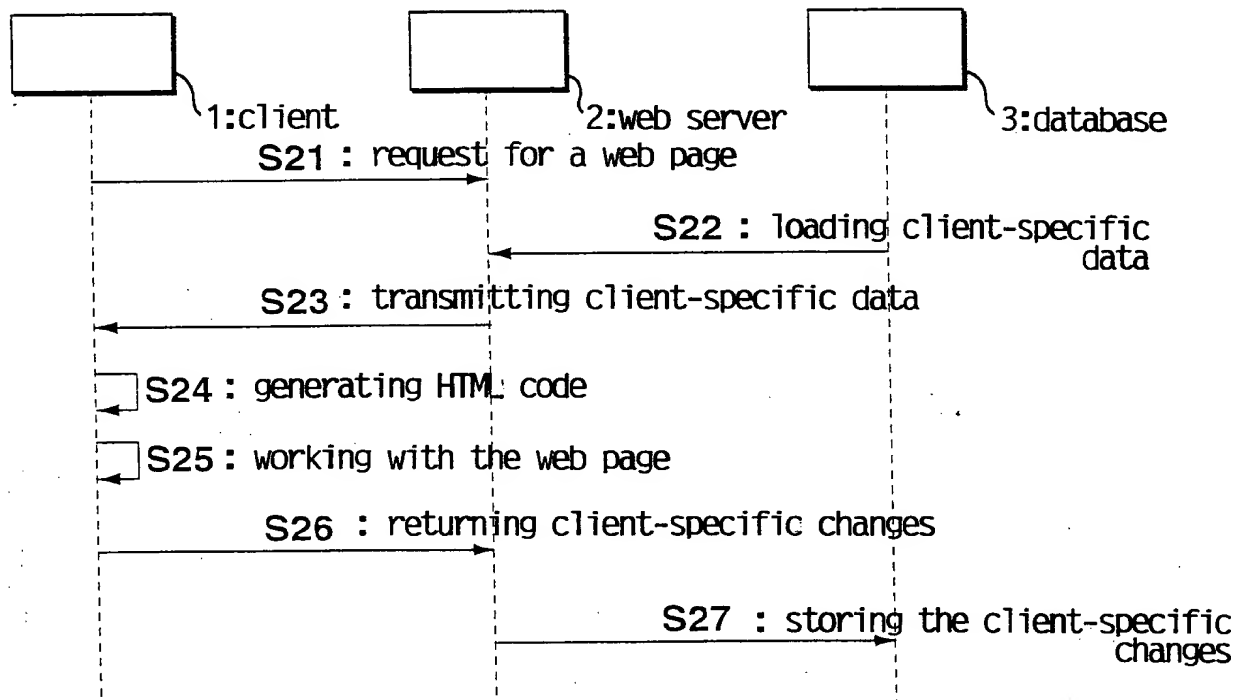 1:client
2:web server
3:database
S21 : request for a web page
S22 : loading client-specific
data
S23 : transmitting client-specific data
S24 : generating HTML code
S25 : working with the web page
S26 : returning client-specific changes
S27 : storing the client-specific
changes